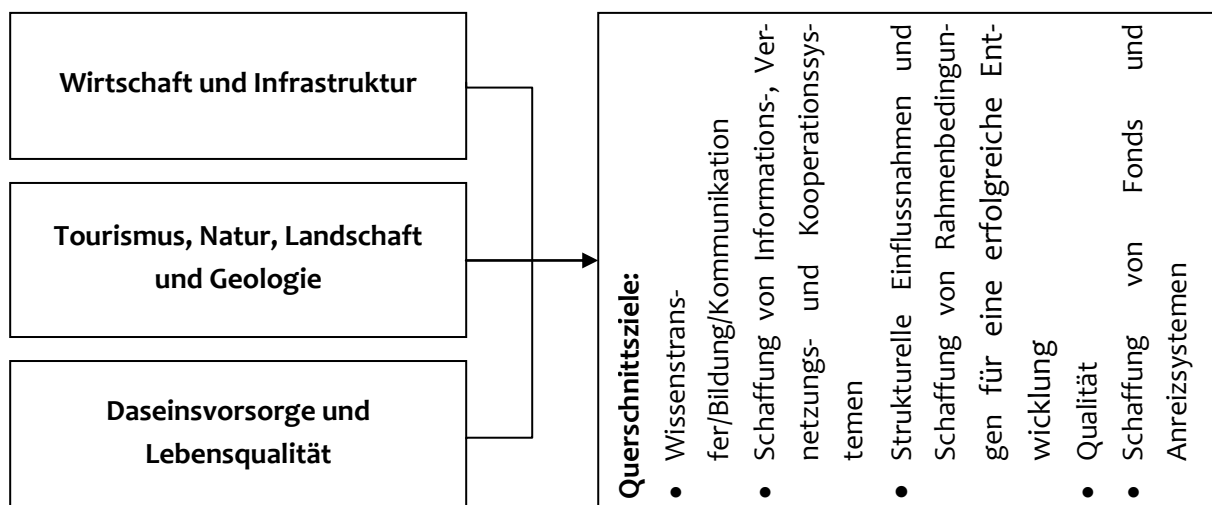 Wirtschaft und Infrastruktur
Tourismus, Natur, Landschaft
und Geologie
Daseinsvorsorge und
Lebensqualität
Querschnittsziele:
• Wissenstrans-
fer/Bildung/Kommunikation
• Schaffung von Informations-, Ver-
netzungs- und Kooperationssys-
temen
• Strukturelle Einflussnahmen und
Schaffung von Rahmenbedingun-
gen für eine erfolgreiche Ent-
wicklung
• Qualität
• Schaffung von Fonds und
Anreizsystemen